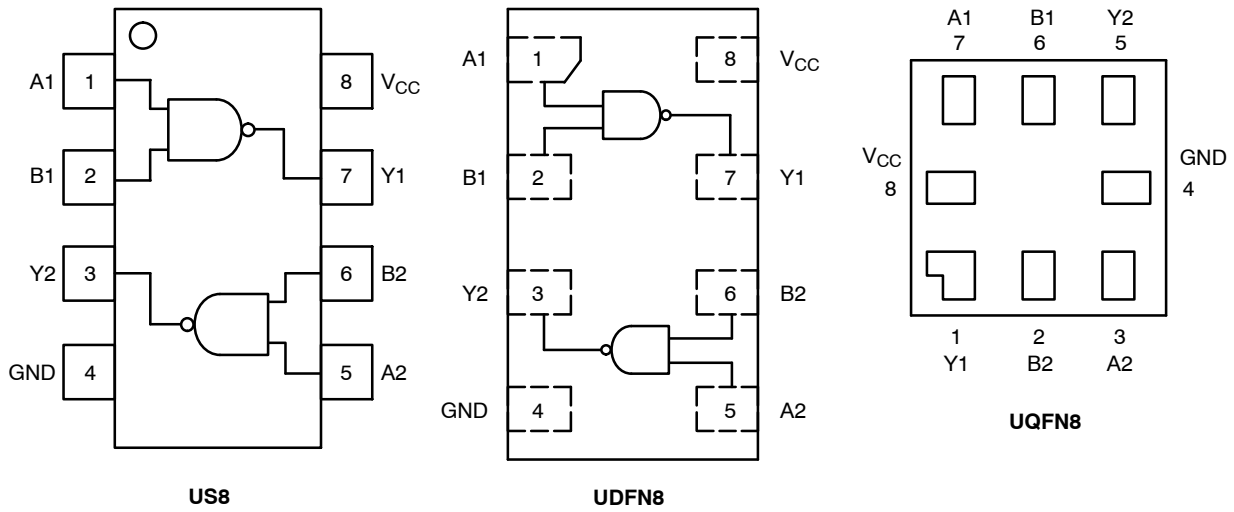 A1 1 8 VCC
B1 2 7 Y1
Y2 3 6 B2
GND 4 5 A2
US8
A1 1 8 VCC
B1 2 7 Y1
Y2 3 6 B2
GND 4 5 A2
UDFN8
A1 B1 Y2
7 6 5
VCC GND
8 4
1 2 3
Y1 B2 A2
UQFN8